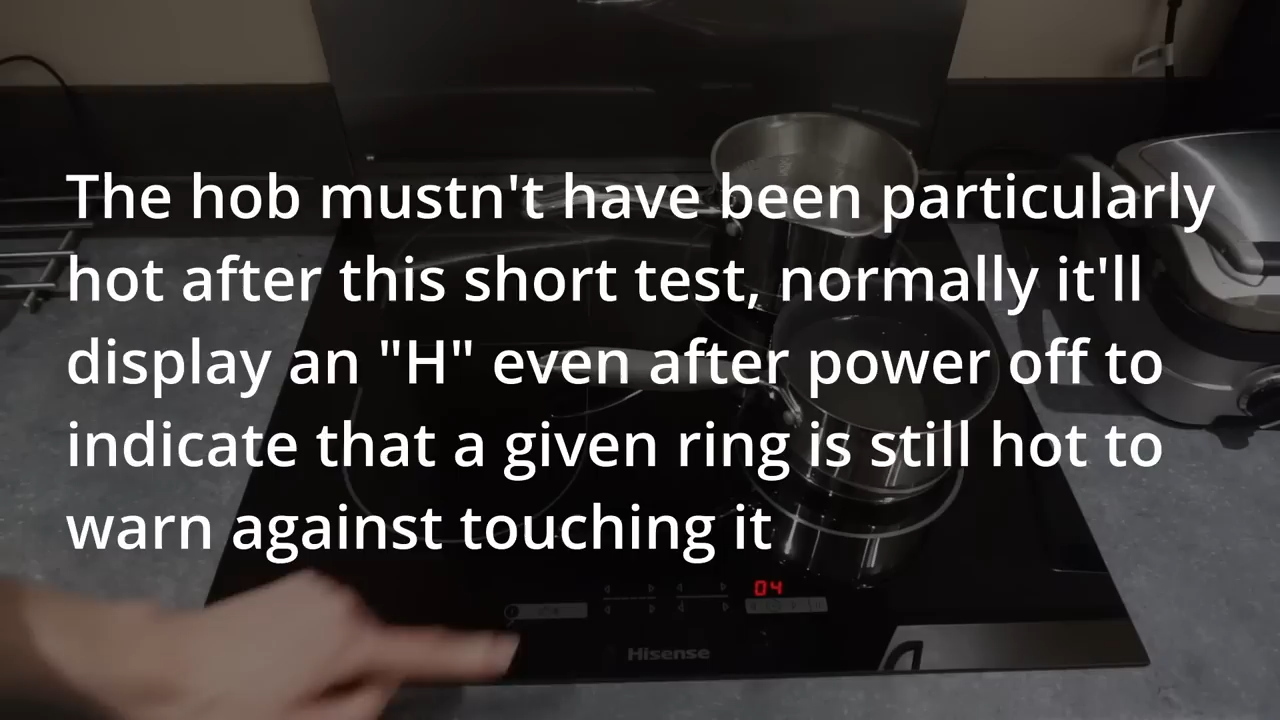 The hob mustn't have been particularly
hot after this short test, normally it'll
display an "H" even after power off to
indicate that a given ring is still hot to
warn against touching it
04
Hisense